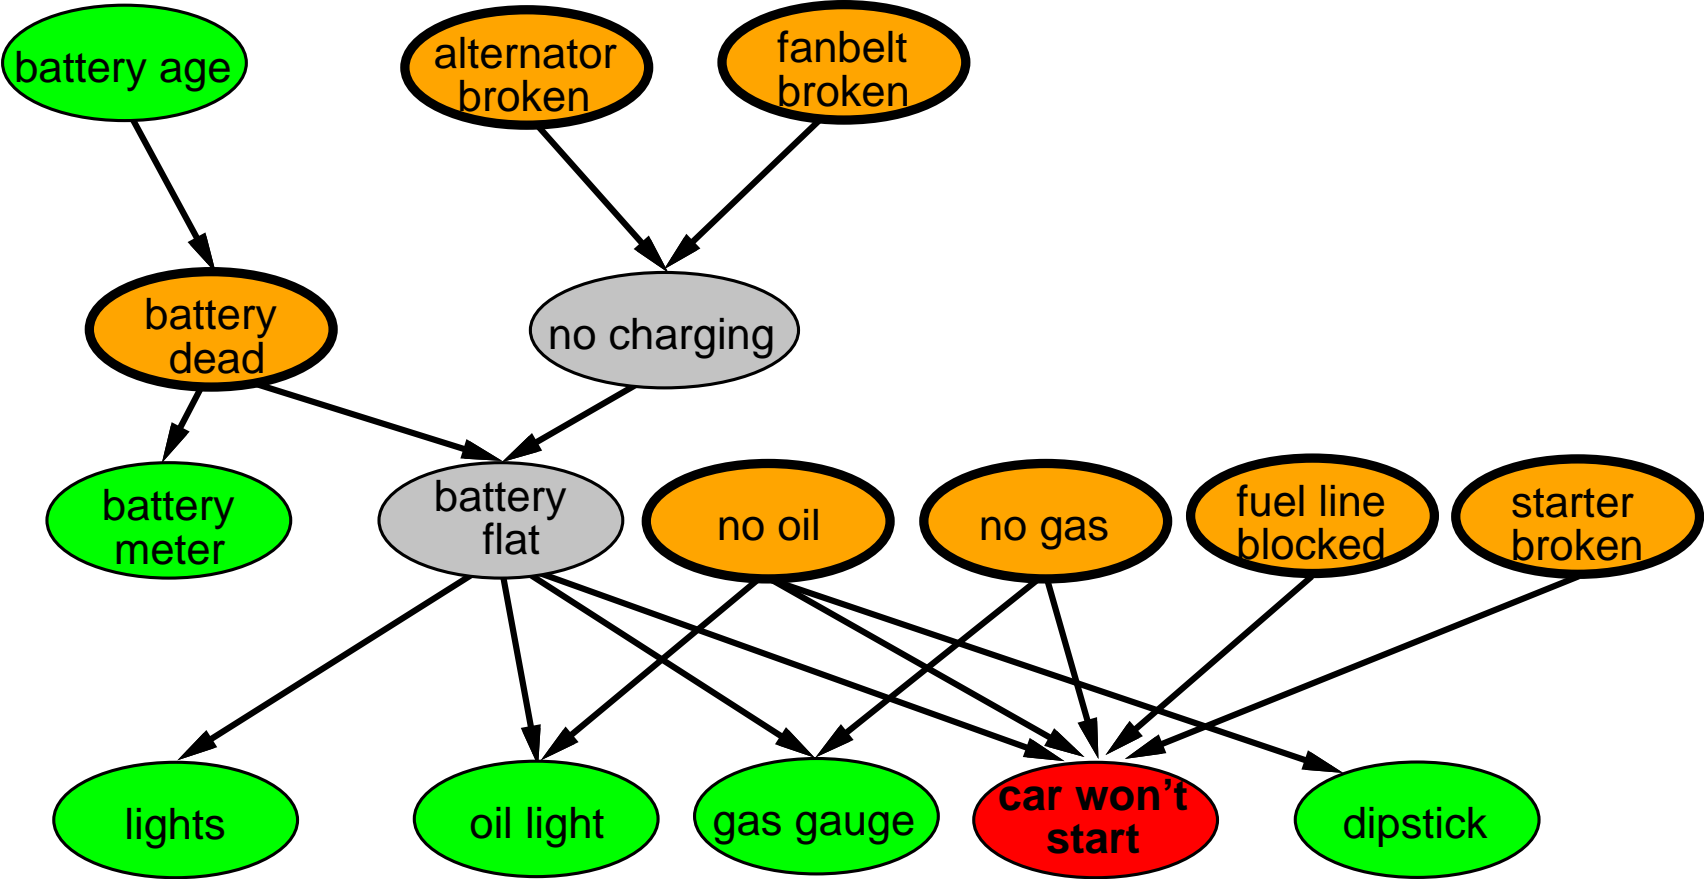 battery age
alternator
broken
fanbelt
broken
battery
dead
no charging
battery
meter
battery
flat
no oil
no gas
fuel line
blocked
starter
broken
lights
oil light
gas gauge
car won't
start
dipstick